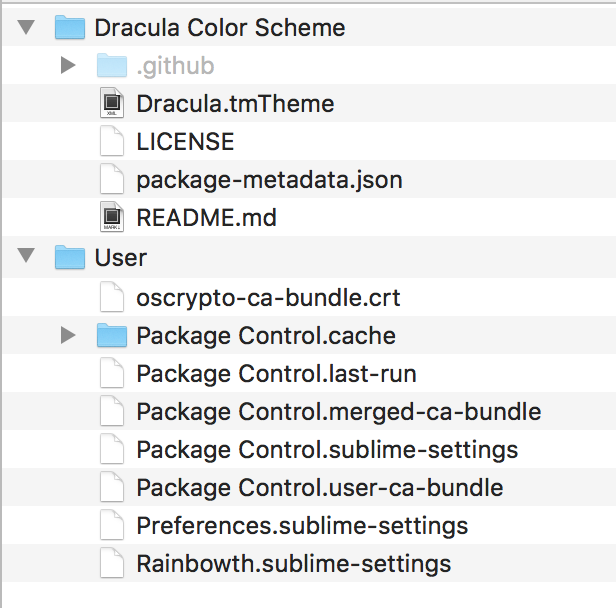 Dracula Color Scheme
.github
Dracula.tmTheme
LICENSE
package-metadata.json
README.md
User
oscrypto-ca-bundle.crt
Package Control.cache
Package Control.last-run
Package Control.merged-ca-bundle
Package Control.sublime-settings
Package Control.user-ca-bundle
Preferences.sublime-settings
Rainbowth.sublime-settings